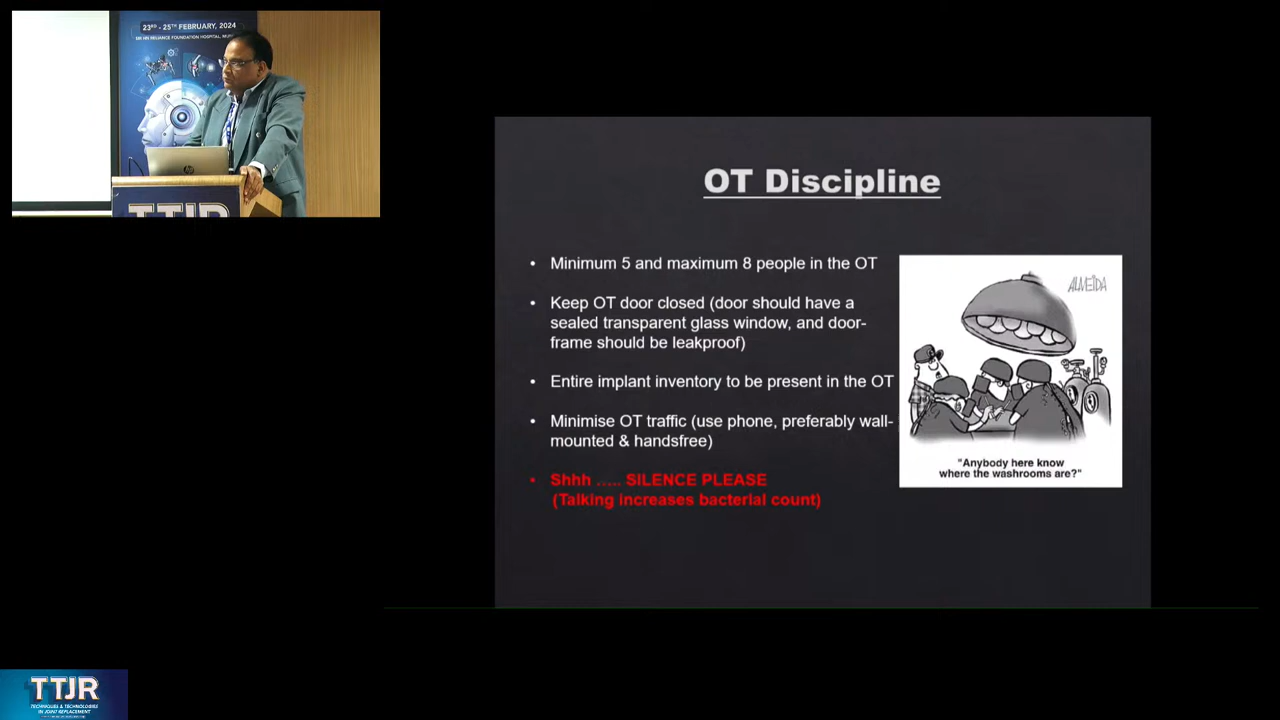 23RD - 25TH FEBRUARY, 2024
SIR HN RELIANCE FOUNDATION HOSPITAL,
hp
TTJR
OT Discipline
• Minimum 5 and maximum 8 people in the OT
• Keep OT door closed (door should have a
sealed transparent glass window, and door-
frame should be leakproof)
• Entire implant inventory to be present in the OT
• Minimise OT traffic (use phone, preferably wall-
mounted & handsfree)
• Shhh ….. SILENCE PLEASE
(Talking increases bacterial count)
ALMEIDA
"Anybody here know
where the washrooms are?"
TTJR
TECHNIQUES & TECHNOLOGIES
IN JOINT REPLACEMENT